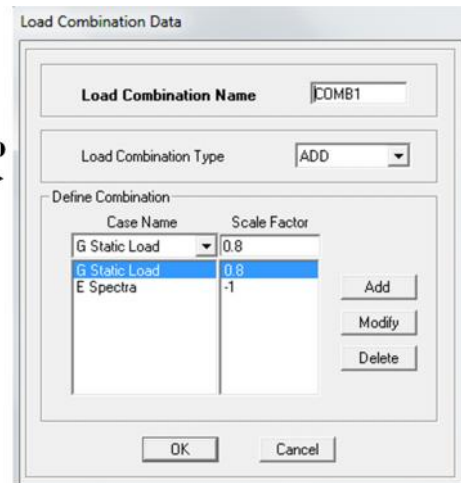 Load Combination Data
Load Combination Name COMB1
Load Combination Type ADD
Define Combination
Case Name Scale Factor
G Static Load 0.8
G Static Load 0.8
E Spectra -1
Add
Modify
Delete
OK Cancel